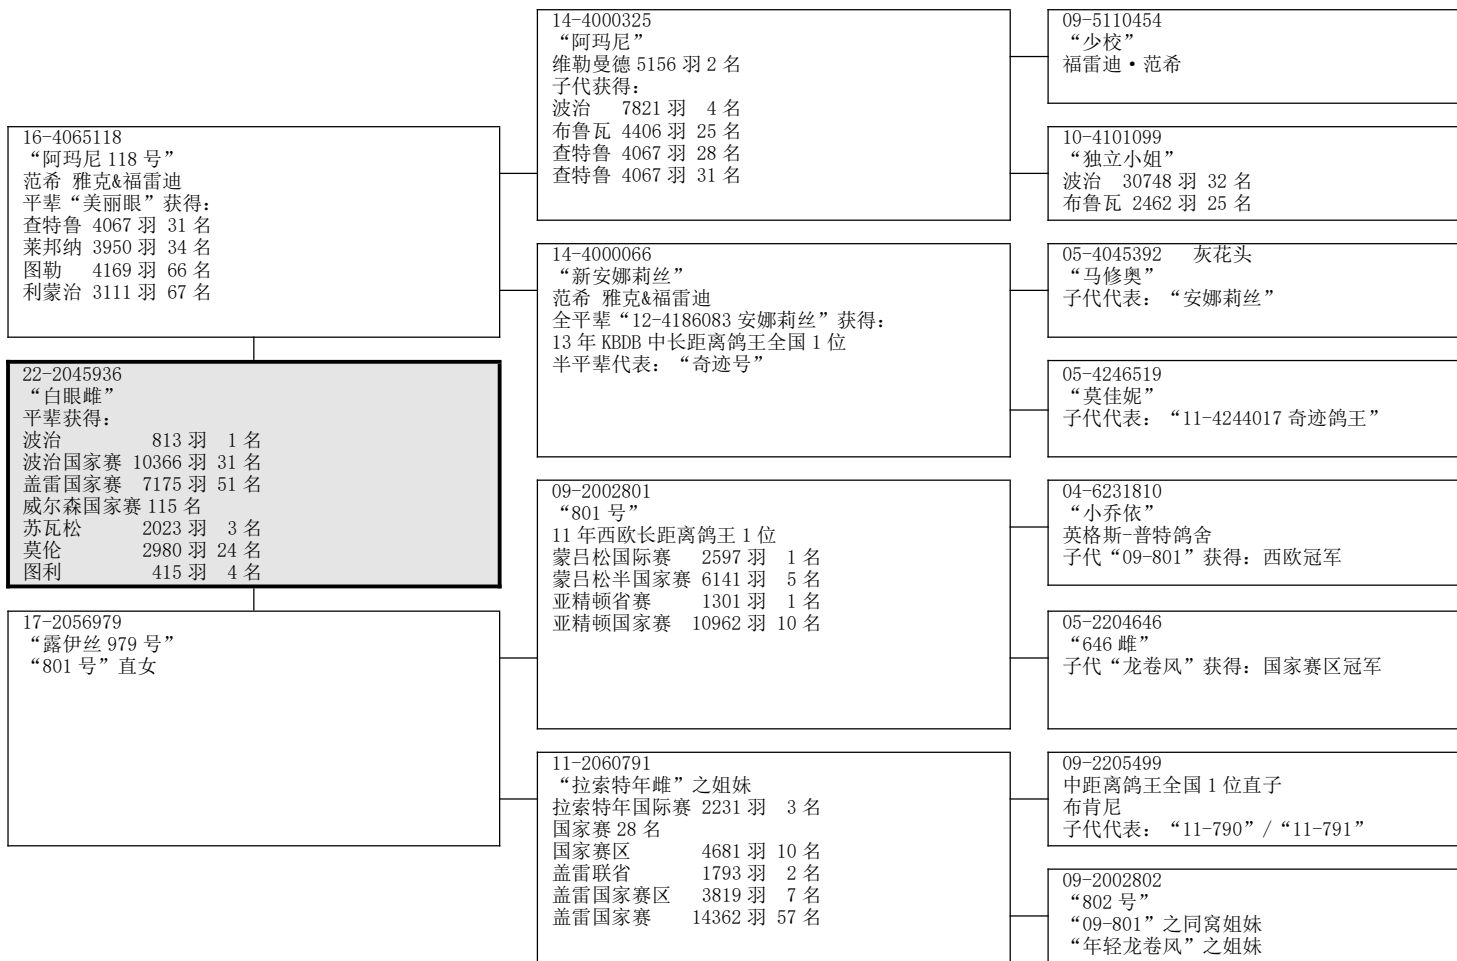 16-4065118
“阿玛尼 118 号”
范希 雅克&福雷迪
平辈“美丽眼”获得：
查特鲁 4067 羽 31 名
莱邦纳 3950 羽 34 名
图勒 4169 羽 66 名
利蒙治 3111 羽 67 名
22-2045936
“白眼雌”
平辈获得：
波治 813 羽 1 名
波治国家赛 10366 羽 31 名
盖雷国家赛 7175 羽 51 名
威尔森国家赛 115 名
苏瓦松 2023 羽 3 名
莫伦 2980 羽 24 名
图利 415 羽 4 名
17-2056979
“露伊丝 979 号”
“801 号”直女
14-4000325
“阿玛尼”
维勒曼德 5156 羽 2 名
子代获得：
波治 7821 羽 4 名
布鲁瓦 4406 羽 25 名
查特鲁 4067 羽 28 名
查特鲁 4067 羽 31 名
14-4000066
“新安娜莉丝”
范希 雅克&福雷迪
全平辈“12-4186083 安娜莉丝”获得：
13 年 KBDB 中长距离鸽王全国 1 位
半平辈代表：“奇迹号”
09-2002801
“801 号”
11 年西欧长距离鸽王 1 位
蒙吕松国际赛 2597 羽 1 名
蒙吕松半国家赛 6141 羽 5 名
亚精顿省赛 1301 羽 1 名
亚精顿国家赛 10962 羽 10 名
11-2060791
“拉索特年雌”之姐妹
拉索特年国际赛 2231 羽 3 名
国家赛 28 名
国家赛区 4681 羽 10 名
盖雷联省 1793 羽 2 名
盖雷国家赛区 3819 羽 7 名
盖雷国家赛 14362 羽 57 名
09-5110454
“少校”
福雷迪·范希
10-4101099
“独立小姐”
波治 30748 羽 32 名
布鲁瓦 2462 羽 25 名
05-4045392 灰花头
“马修奥”
子代代表：“安娜莉丝”
05-4246519
“莫佳妮”
子代代表：“11-4244017 奇迹鸽王”
04-6231810
“小乔依”
英格斯-普特鸽舍
子代“09-801”获得：西欧冠军
05-2204646
“646 雌”
子代“龙卷风”获得：国家赛区冠军
09-2205499
中距离鸽王全国 1 位直子
布肯尼
子代代表：“11-790”/“11-791”
09-2002802
“802 号”
“09-801”之同窝姐妹
“年轻龙卷风”之姐妹